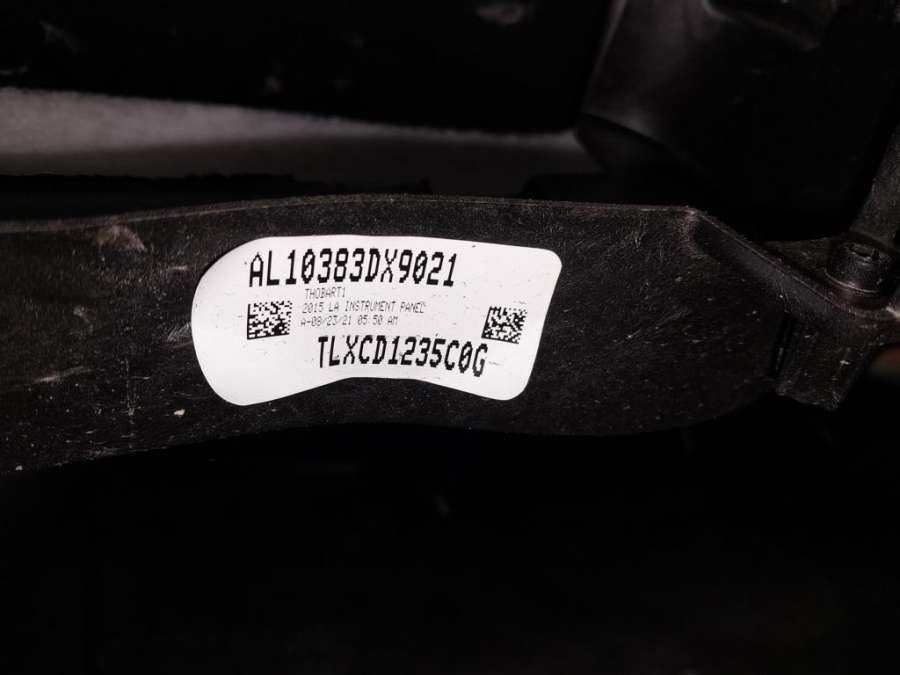 AL10383DX9021
THOBART1
2015 LA INSTRUMENT PANEL
A-08/23/21 05:50 AM
TLXCD1235C0G